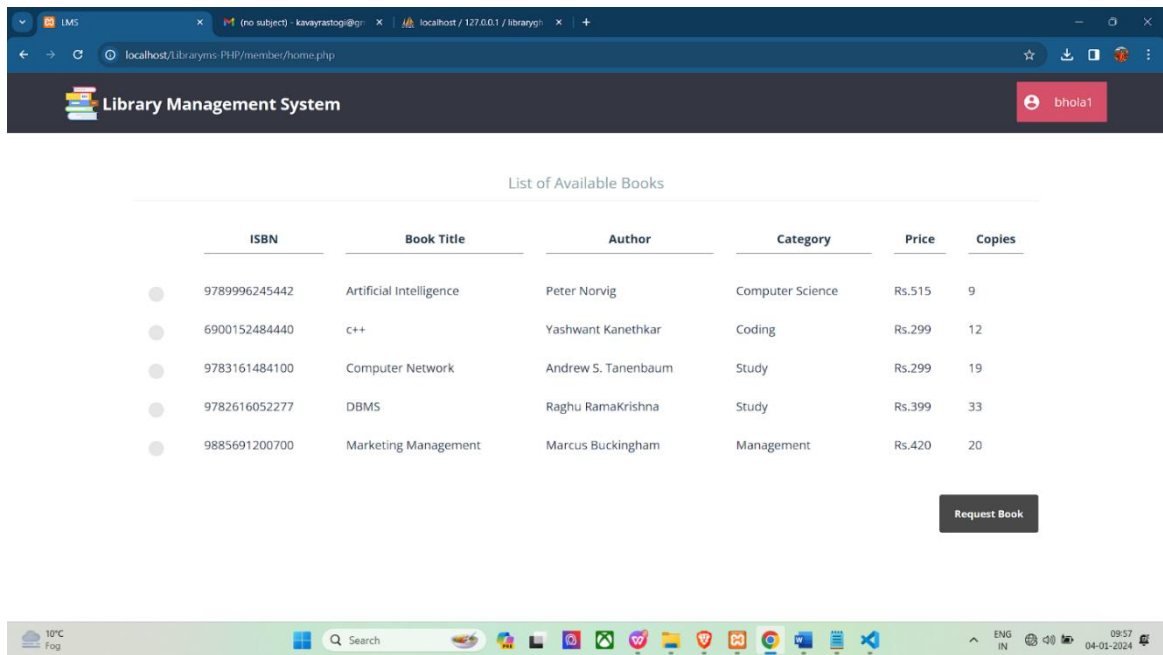 LMS
(no subject) - kavayrastogi@gm
localhost / 127.0.0.1 / librarygh
localhost/Libraryms-PHP/member/home.php
Library Management System
bhola1
List of Available Books
ISBN Book Title Author Category Price Copies
9789996245442 Artificial Intelligence Peter Norvig Computer Science Rs.515 9
6900152484440 c++ Yashwant Kanethkar Coding Rs.299 12
9783161484100 Computer Network Andrew S. Tanenbaum Study Rs.299 19
9782616052277 DBMS Raghu RamaKrishna Study Rs.399 33
9885691200700 Marketing Management Marcus Buckingham Management Rs.420 20
Request Book
10°C
Fog
Search
ENG
IN
09:57
04-01-2024